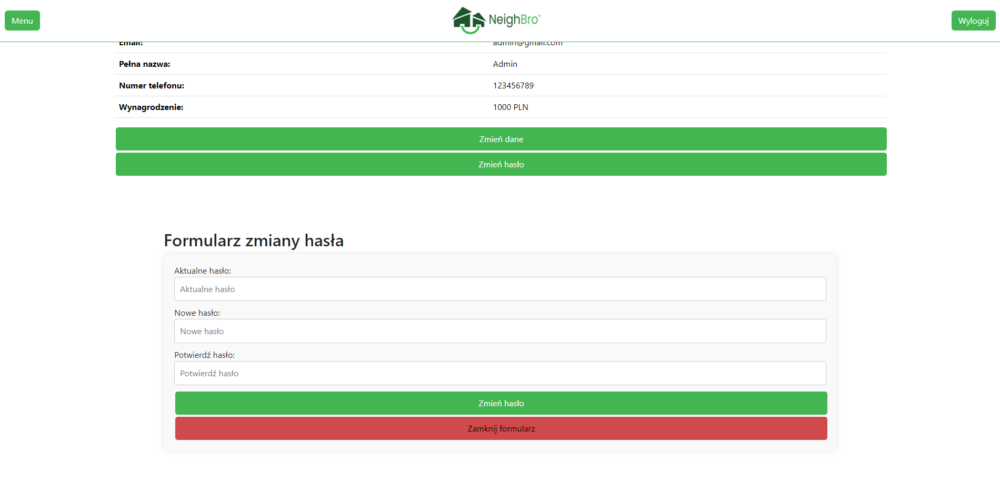 Menu
NeighBro™
Wyloguj
Email: admin@gmail.com
Pełna nazwa: Admin
Numer telefonu: 123456789
Wynagrodzenie: 1000 PLN
Zmień dane
Zmień hasło
Formularz zmiany hasła
Aktualne hasło:
Aktualne hasło
Nowe hasło:
Nowe hasło
Potwierdź hasło:
Potwierdź hasło
Zmień hasło
Zamknij formularz